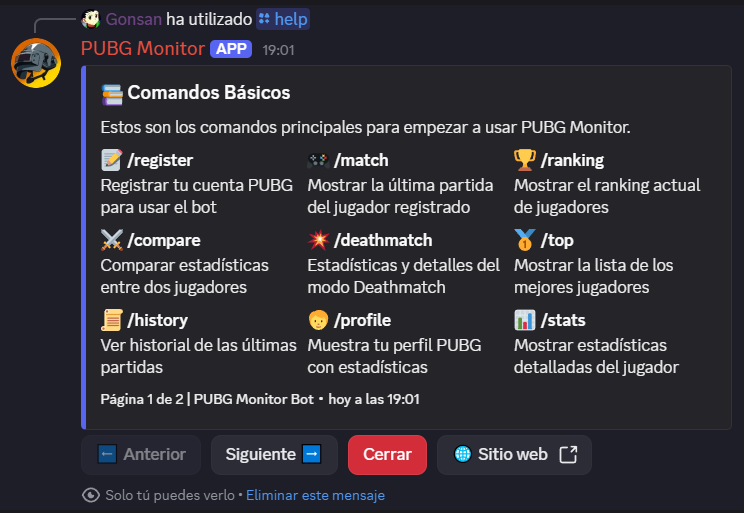 Gonsan ha utilizado help
PUBG Monitor APP 19:01
Comandos Básicos
Estos son los comandos principales para empezar a usar PUBG Monitor.
/register
Registrar tu cuenta PUBG
para usar el bot
/match
Mostrar la última partida
del jugador registrado
/ranking
Mostrar el ranking actual
de jugadores
/compare
Comparar estadísticas
entre dos jugadores
/deathmatch
Estadísticas y detalles del
modo Deathmatch
/top
Mostrar la lista de los
mejores jugadores
/history
Ver historial de las últimas
partidas
/profile
Muestra tu perfil PUBG
con estadísticas
/stats
Mostrar estadísticas
detalladas del jugador
Página 1 de 2 | PUBG Monitor Bot • hoy a las 19:01
Anterior
Siguiente
Cerrar
Sitio web
Solo tú puedes verlo • Eliminar este mensaje